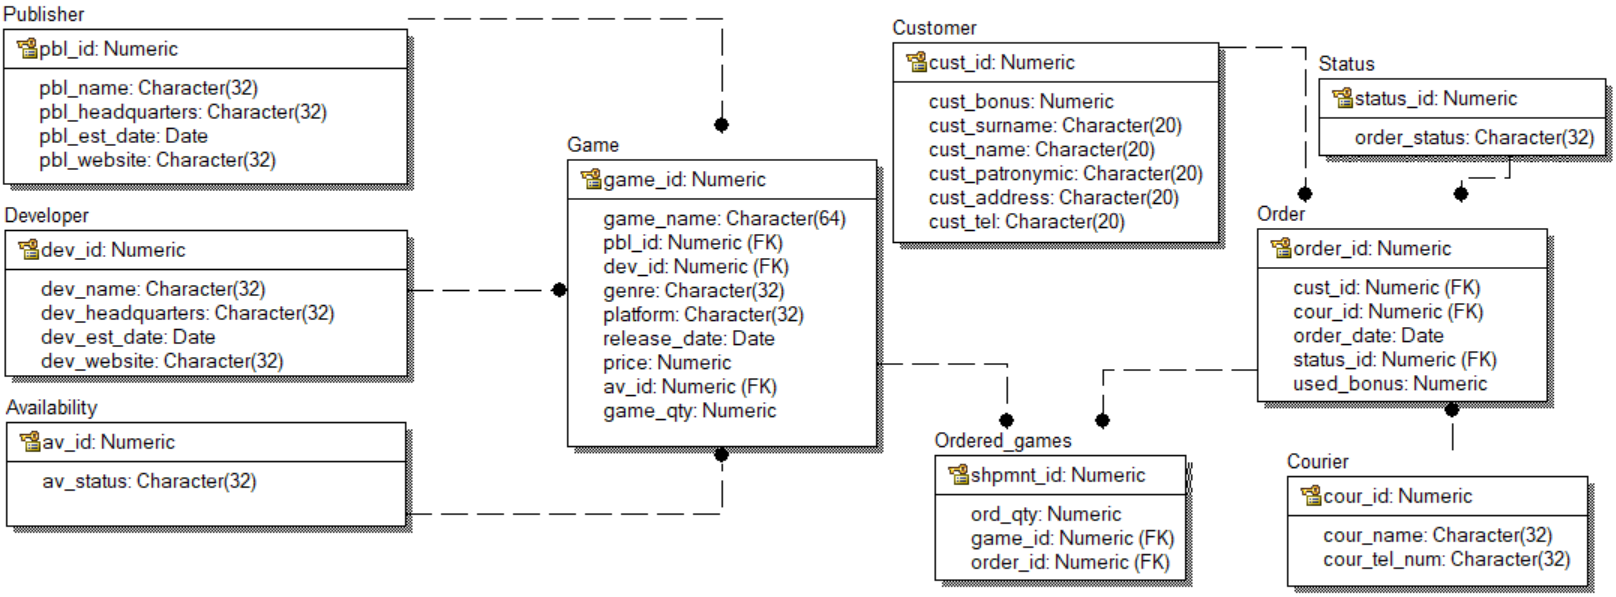 Publisher
pbl_id: Numeric
pbl_name: Character(32)
pbl_headquarters: Character(32)
pbl_est_date: Date
pbl_website: Character(32)
Developer
dev_id: Numeric
dev_name: Character(32)
dev_headquarters: Character(32)
dev_est_date: Date
dev_website: Character(32)
Availability
av_id: Numeric
av_status: Character(32)
Game
game_id: Numeric
game_name: Character(64)
pbl_id: Numeric (FK)
dev_id: Numeric (FK)
genre: Character(32)
platform: Character(32)
release_date: Date
price: Numeric
av_id: Numeric (FK)
game_qty: Numeric
Customer
cust_id: Numeric
cust_bonus: Numeric
cust_surname: Character(20)
cust_name: Character(20)
cust_patronymic: Character(20)
cust_address: Character(20)
cust_tel: Character(20)
Status
status_id: Numeric
order_status: Character(32)
Order
order_id: Numeric
cust_id: Numeric (FK)
cour_id: Numeric (FK)
order_date: Date
status_id: Numeric (FK)
used_bonus: Numeric
Ordered_games
shpmnt_id: Numeric
ord_qty: Numeric
game_id: Numeric (FK)
order_id: Numeric (FK)
Courier
cour_id: Numeric
cour_name: Character(32)
cour_tel_num: Character(32)